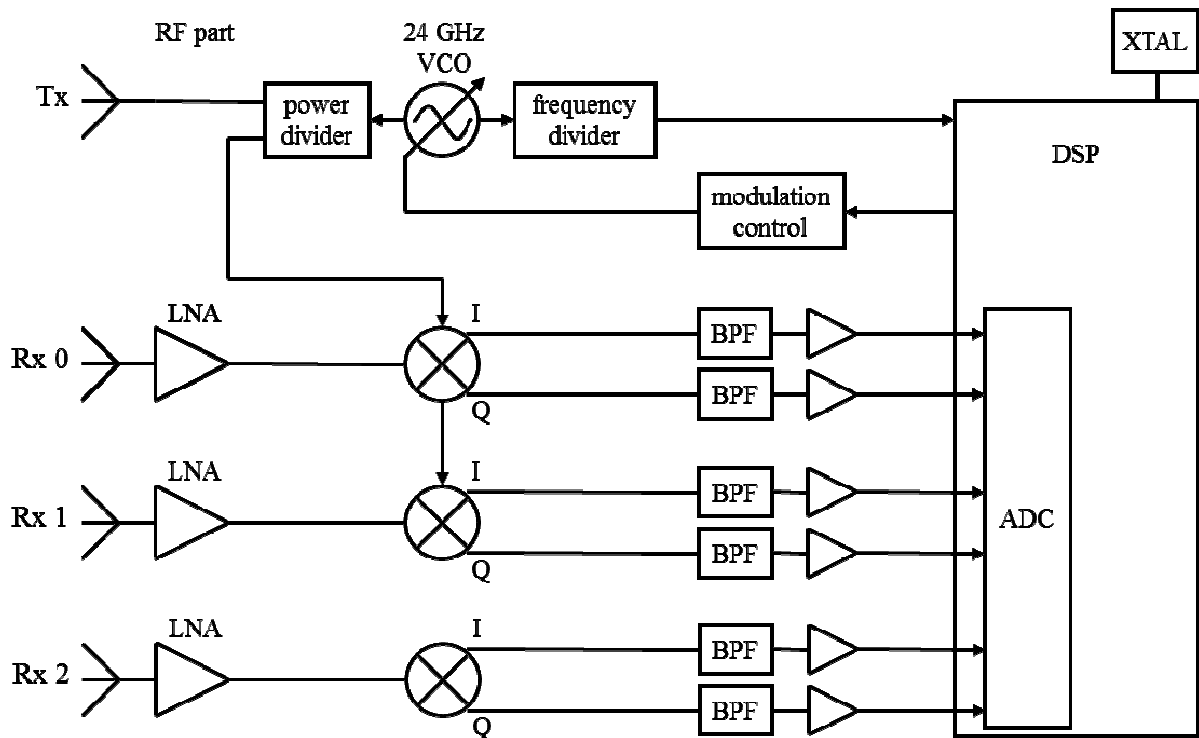 RF part
24 GHz
VCO
XTAL
Tx
power
divider
frequency
divider
DSP
modulation
control
LNA
I
BPF
Rx 0
BPF
Q
LNA
I
BPF
Rx 1
ADC
BPF
Q
LNA
I
BPF
Rx 2
BPF
Q